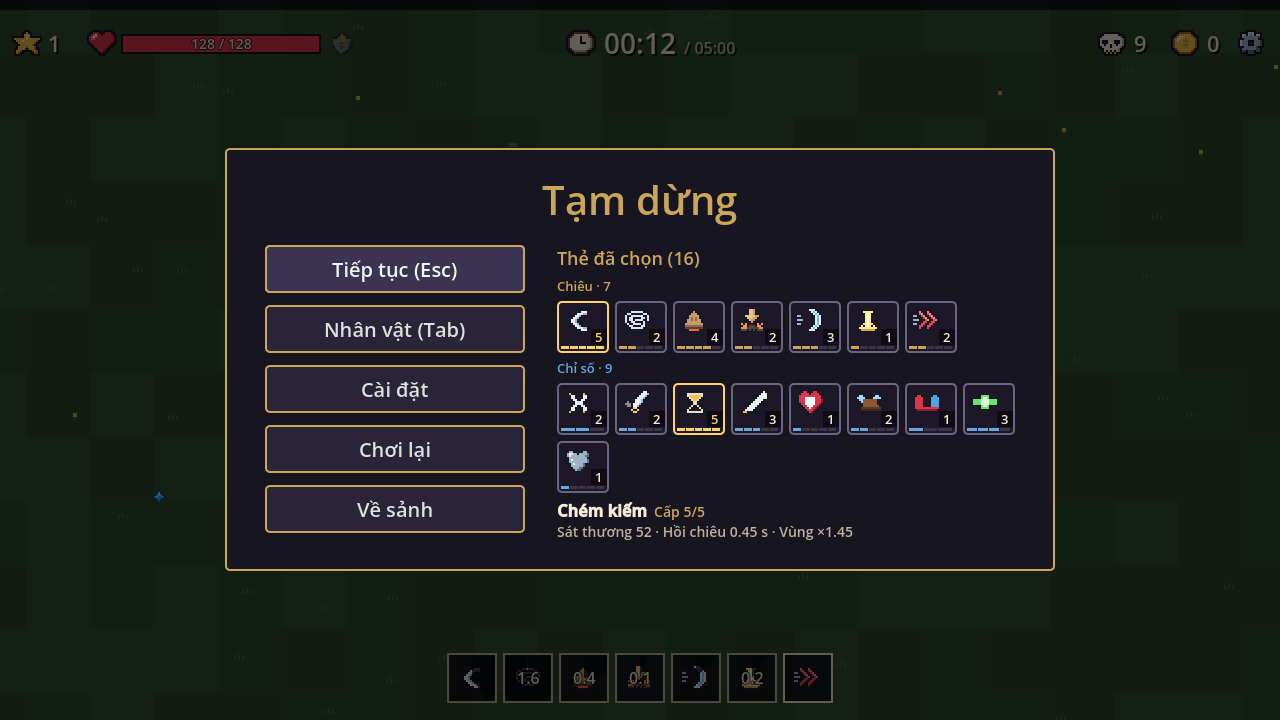 1
128 / 128
00:12 / 05:00
9
0
Tạm dừng
Tiếp tục (Esc)
Nhân vật (Tab)
Cài đặt
Chơi lại
Về sảnh
Thẻ đã chọn (16)
Chiêu · 7
5 2 4 2 3 1 2
Chỉ số · 9
2 2 5 3 1 2 1 3
1
Chém kiếm Cấp 5/5
Sát thương 52 · Hồi chiêu 0.45 s · Vùng ×1.45
1.6 0.4 0.1 0.2